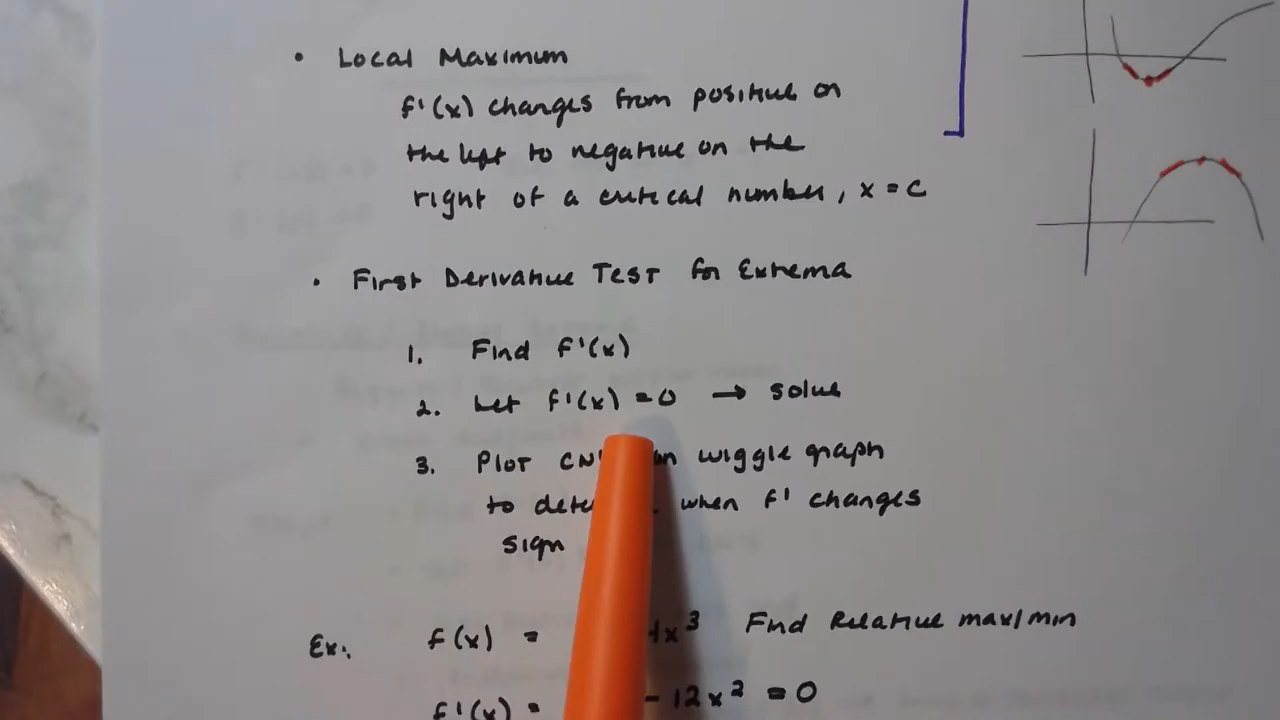 • Local Maximum
f'(x) changes from positive on
the left to negative on the
right of a critical number, x = c
• First Derivative Test for Extrema
1. Find f'(x)
2. Let f'(x) = 0 → solve
3. Plot on wiggle graph
to when f' changes
sign
Ex: f(x) = 4x³ Find Relative max/min
f'(x) = - 12x² = 0